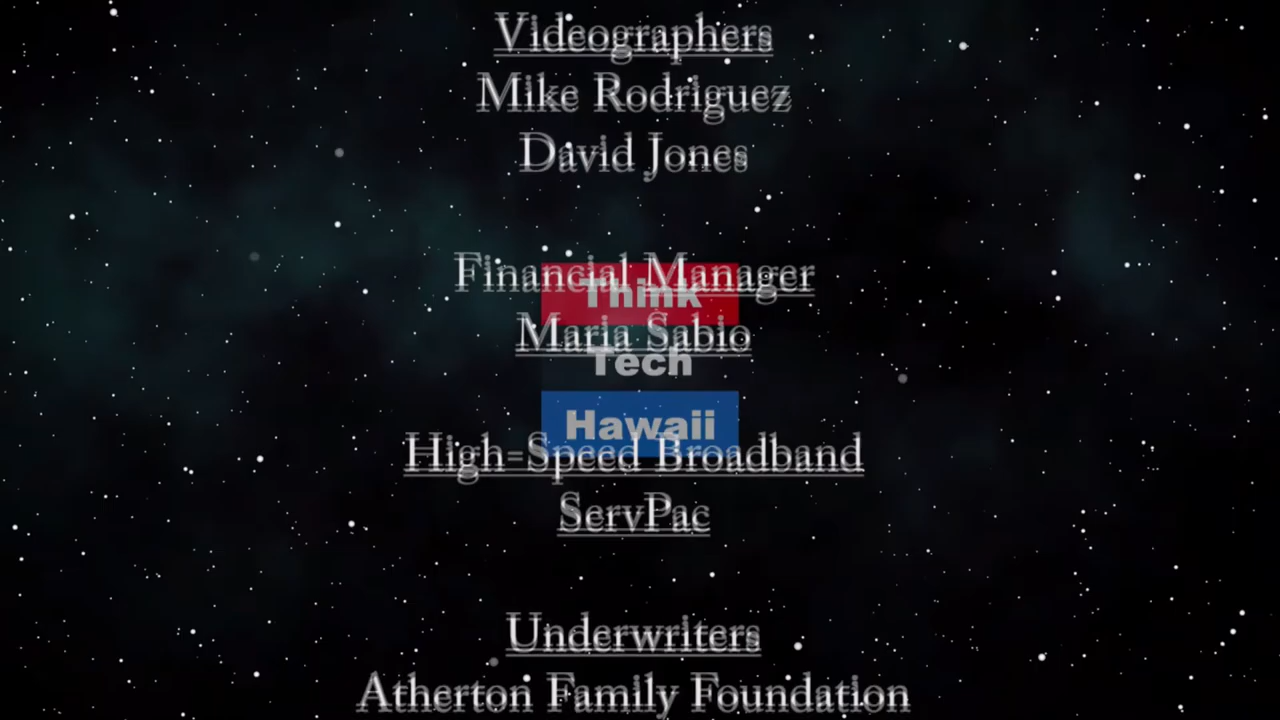 Videographers
Mike Rodriguez
David Jones
Financial Manager
Think
Maria Sabio
Tech
Hawaii
High-Speed Broadband
ServPac
Underwriters
Atherton Family Foundation